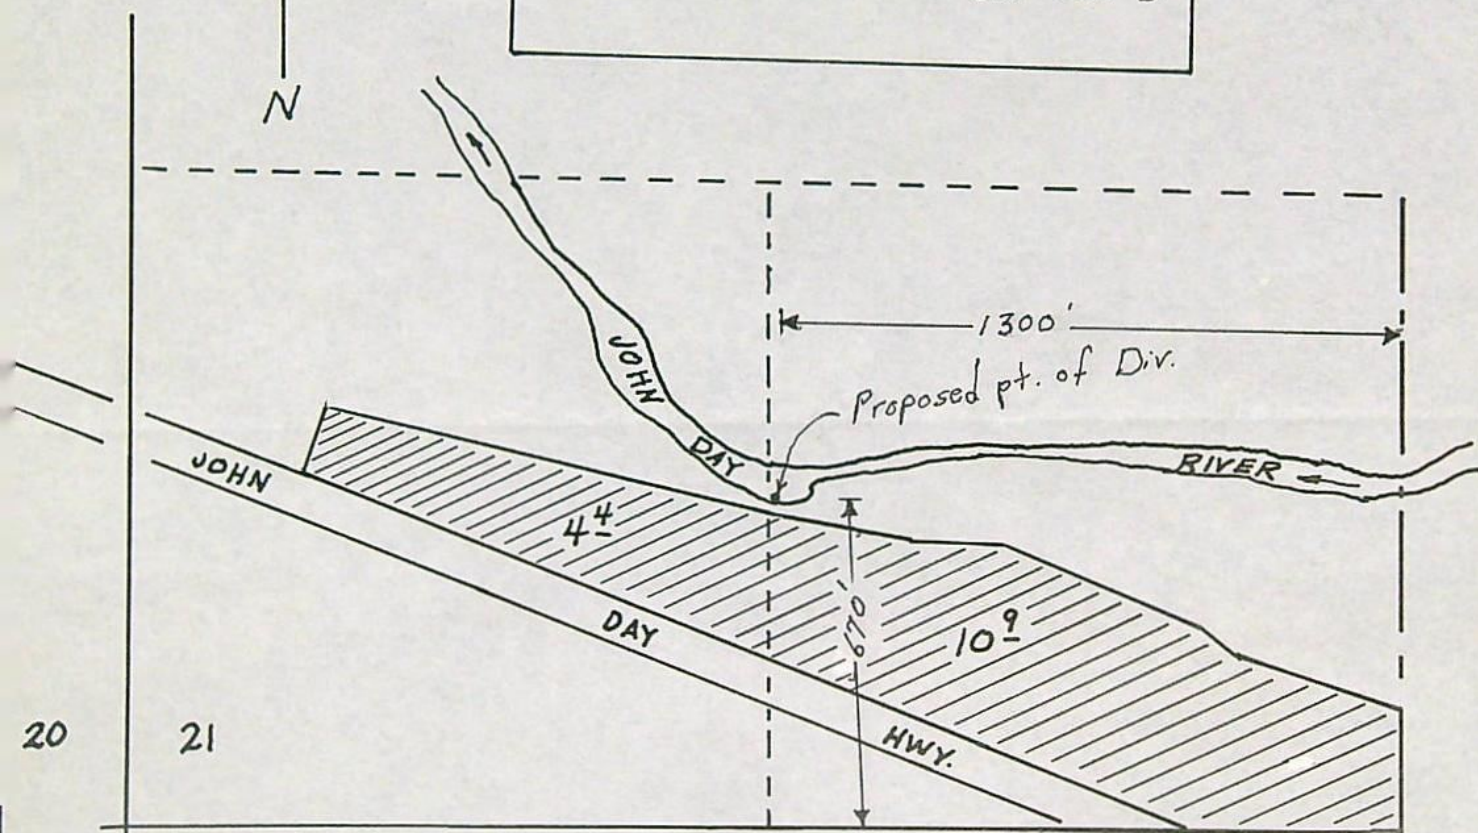 N
1300'
Proposed pt. of Div.
JOHN DAY RIVER
JOHN DAY HWY.
4 4
670'
10 9
20
21